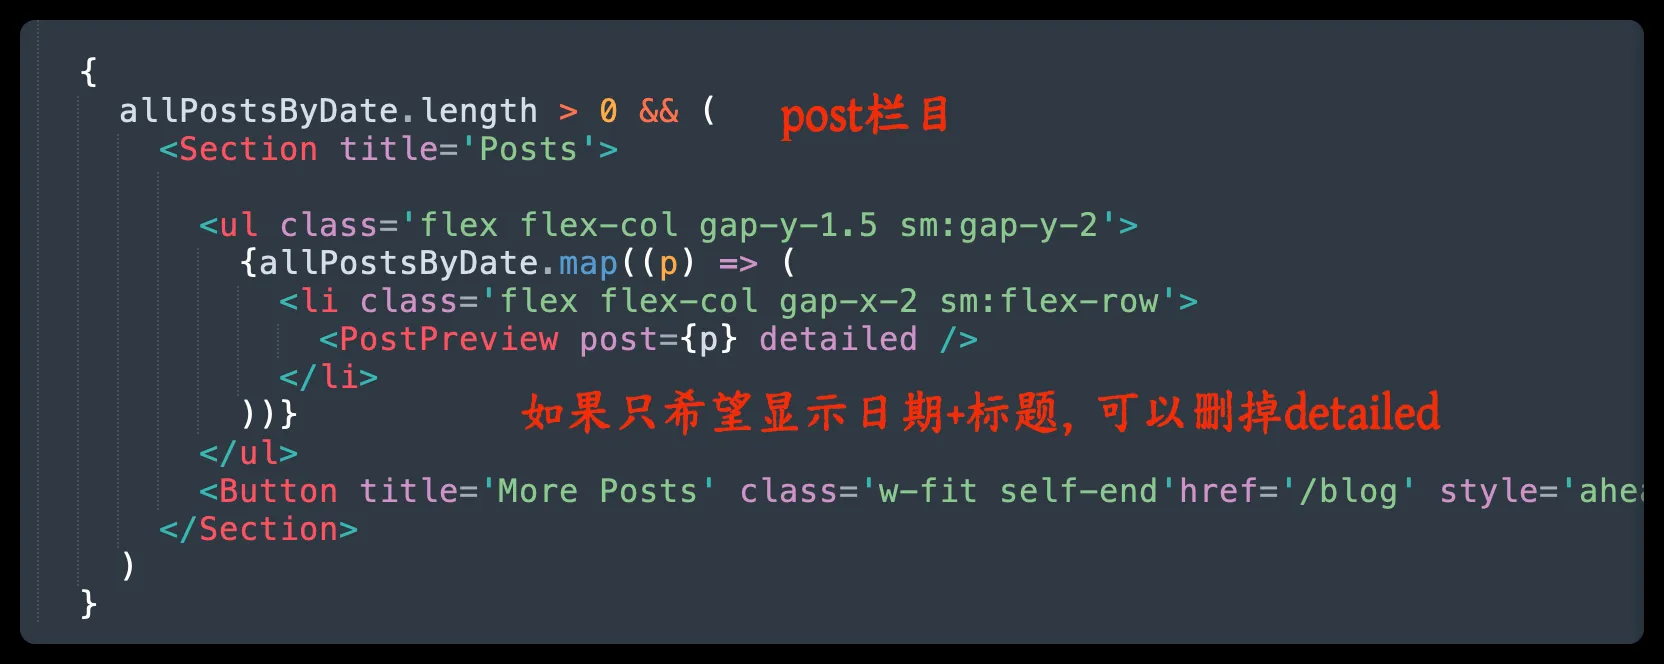 {
allPostsByDate.length > 0 && (
post栏目
<Section title='Posts'>
<ul class='flex flex-col gap-y-1.5 sm:gap-y-2'>
{allPostsByDate.map((p) => (
<li class='flex flex-col gap-x-2 sm:flex-row'>
<PostPreview post={p} detailed />
</li>
))}
如果只希望显示日期+标题, 可以删掉detailed
</ul>
<Button title='More Posts' class='w-fit self-end'href='/blog' style='ahea
</Section>
)
}